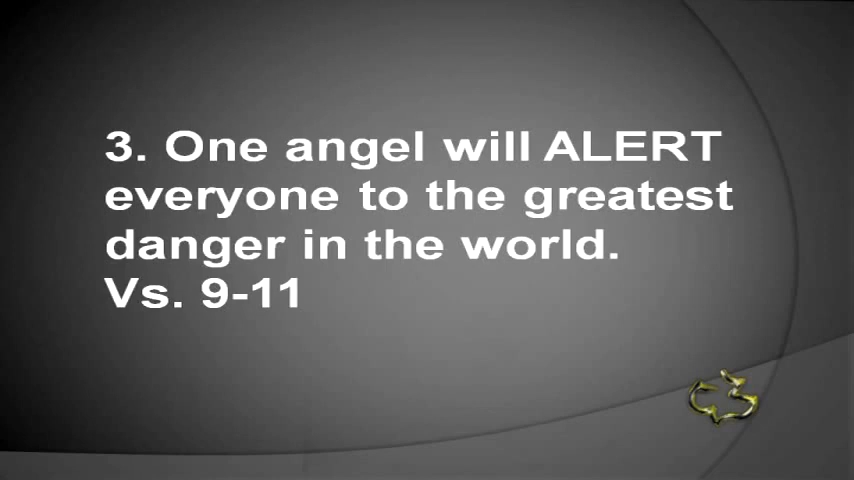 3. One angel will ALERT
everyone to the greatest
danger in the world.
Vs. 9-11